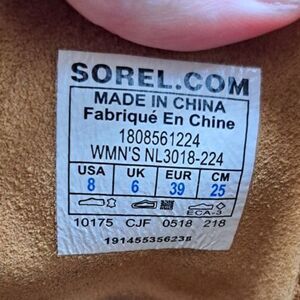 SOREL.COM
MADE IN CHINA
Fabriqué En Chine
1808561224
WMN'S NL3018-224
USA UK EUR CM
8 6 39 25
ECA-3
10175 CJF 0518 218
191455356238